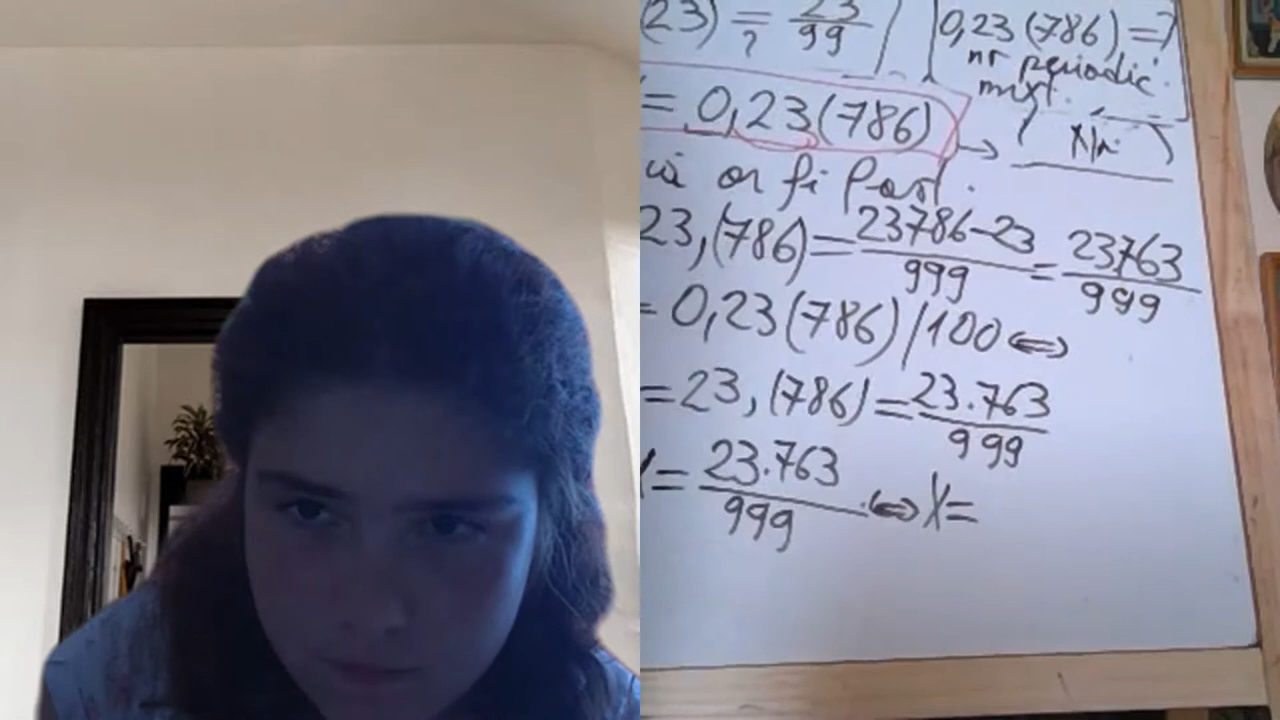 (23) = 23/99
?
0,23(786)=?
nr periodic
mixt.
= 0,23(786)
or fi
23,(786)=23786-23/999=23763/999
= 0,23(786)/100⇔
=23,(786)=23.763/999
=23.763/999⇔X=